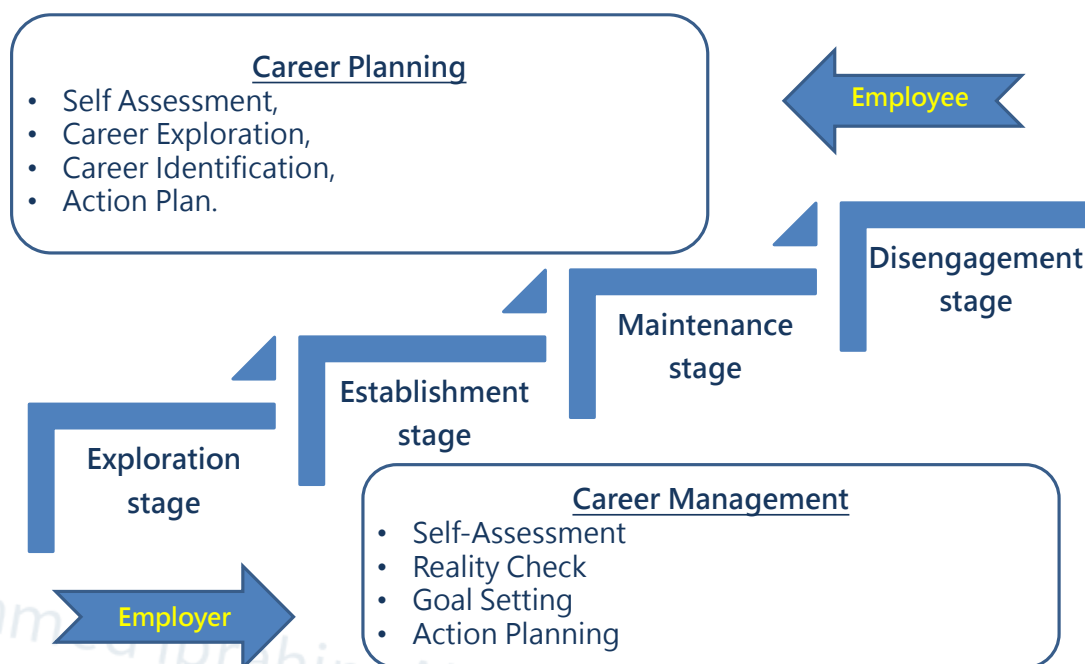 Career Planning
• Self Assessment,
• Career Exploration,
• Career Identification,
• Action Plan.
Employee
Disengagement
stage
Maintenance
stage
Establishment
stage
Exploration
stage
Career Management
• Self-Assessment
• Reality Check
• Goal Setting
• Action Planning
Employer